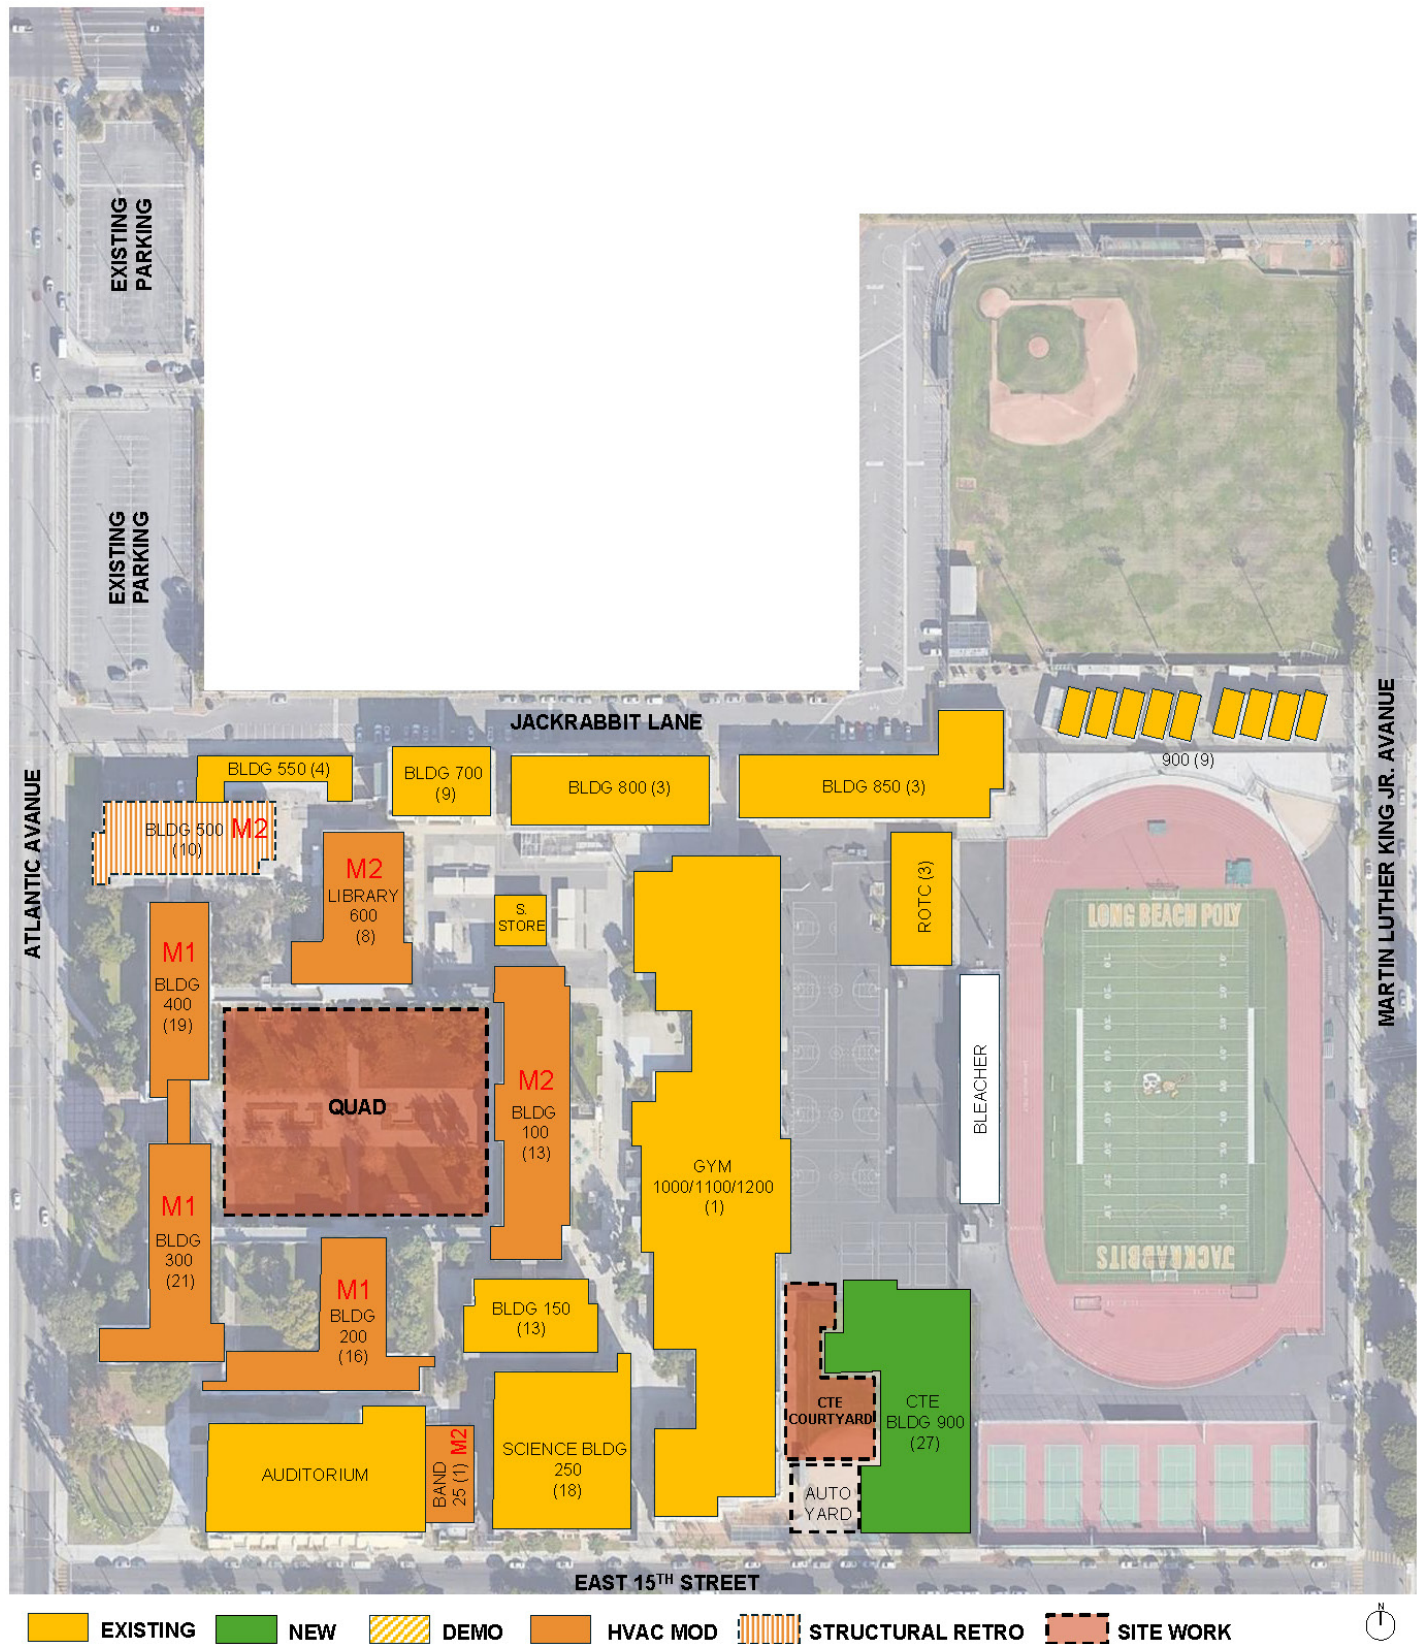 EXISTING
PARKING
EXISTING
PARKING
JACKRABBIT LANE
ATLANTIC AVANUE
MARTIN LUTHER KING JR. AVANUE
BLDG 550 (4)
BLDG 700
(9)
BLDG 800 (3)
BLDG 850 (3)
900 (9)
BLDG 500
(10)
M2
M2
LIBRARY
600
(8)
S.
STORE
ROTC (3)
LONG BEACH POLY
M1
BLDG
400
(19)
QUAD
M2
BLDG
100
(13)
BLEACHER
GYM
1000/1100/1200
(1)
M1
BLDG
300
(21)
M1
BLDG
200
(16)
BLDG 150
(13)
JACKRABBITS
CTE
COURTYARD
CTE
BLDG 900
(27)
AUDITORIUM
BAND
25 (1)
M2
SCIENCE BLDG
250
(18)
AUTO
YARD
EAST 15TH STREET
EXISTING
NEW
DEMO
HVAC MOD
STRUCTURAL RETRO
SITE WORK
N